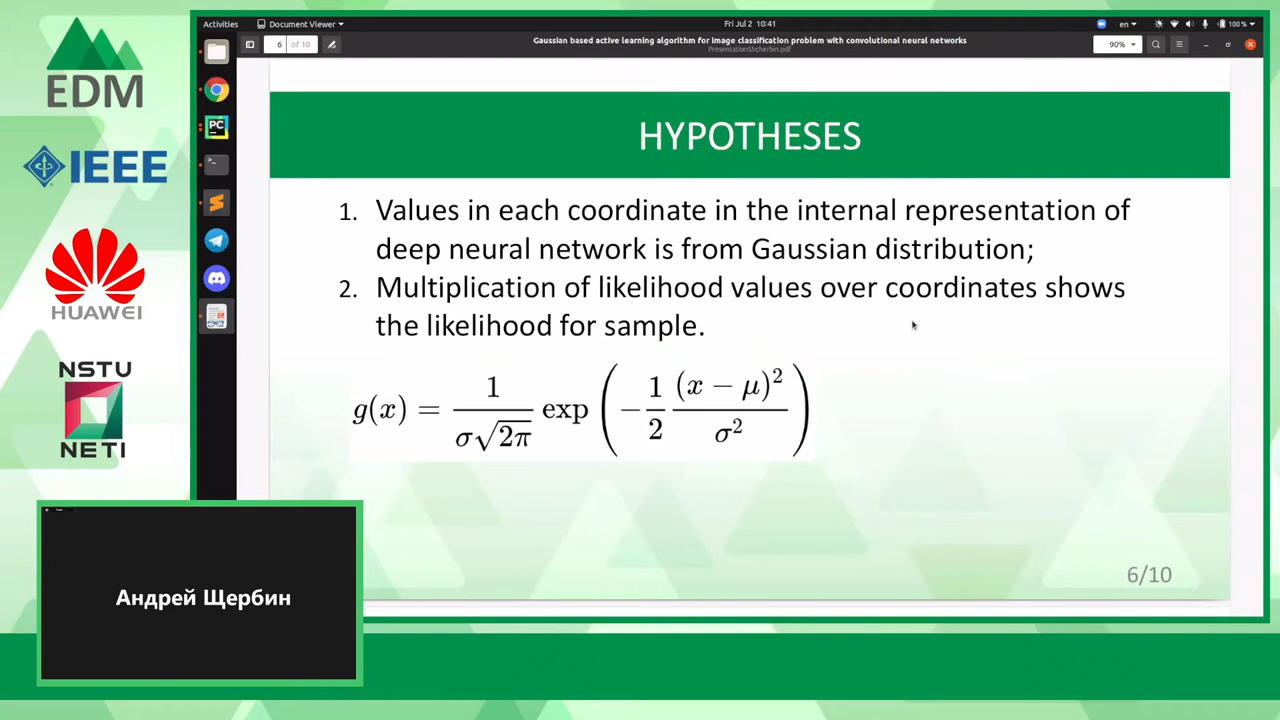 Activities
Document Viewer
Fri Jul 2 10:41
en
100 %
6 of 10
Gaussian based active learning algorithm for image classification problem with convolutional neural networks
PresentationShcherbin.pdf
90%
EDM
IEEE
HUAWEI
NSTU
NETI
PC
HYPOTHESES
1. Values in each coordinate in the internal representation of
deep neural network is from Gaussian distribution;
2. Multiplication of likelihood values over coordinates shows
the likelihood for sample.
g(x) = 1/(σ√2π) exp(−1/2 (x − μ)²/σ²)
6/10
Андрей Щербин